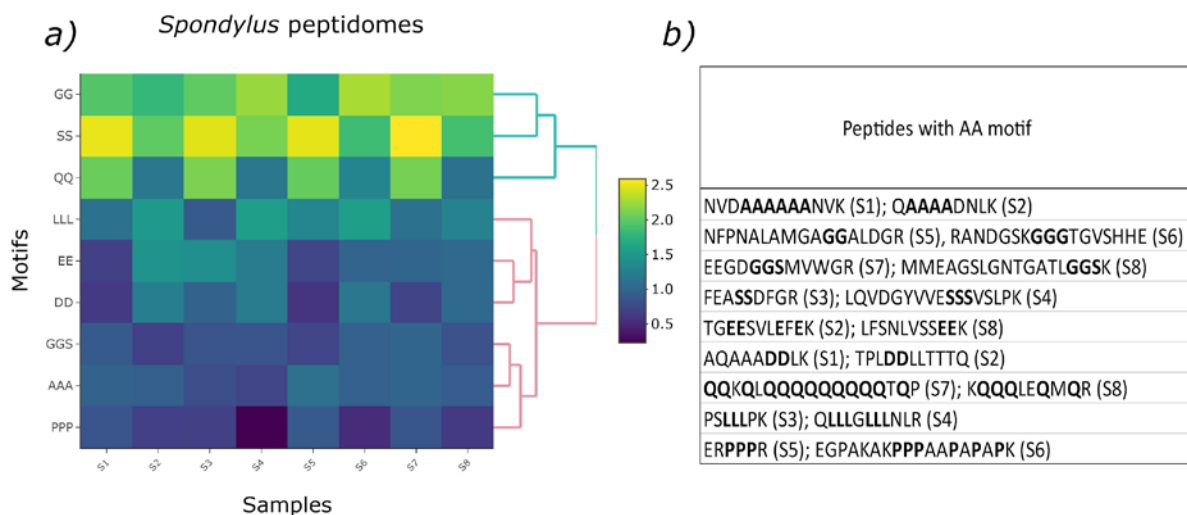 a)
Spondylus peptidomes
GG
SS
QQ
LLL
EE
DD
GGS
AAA
PPP
Motifs
S1 S2 S3 S4 S5 S6 S7 S8
Samples
2.5
2.0
1.5
1.0
0.5
b)
Peptides with AA motif
NVDAAAAAANVK (S1); QAAAADNLK (S2)
NFPNALAMGAGGALDGR (S5), RANDGSKGGGTGVSHHE (S6)
EEGDGGSMVWGR (S7); MMEAGSLGNTGATLGGSK (S8)
FEASSDFGR (S3); LQVDGYVVESSSVSLPK (S4)
TGEESVLEFEK (S2); LFSNLVSSEEK (S8)
AQAAADDLK (S1); TPLDDLLTTTQ (S2)
QQKQLQQQQQQQQQTQP (S7); KQQQLEQMQR (S8)
PSLLLPK (S3); QLLLGLLLNLR (S4)
ERPPPR (S5); EGPAKAKPPPAAPAPAPK (S6)